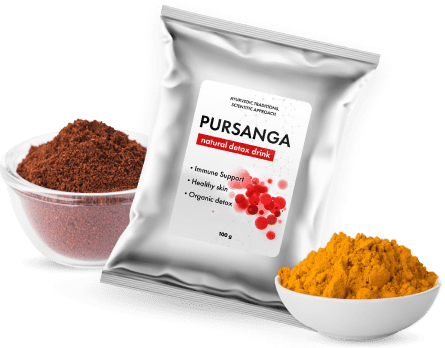 AYURVEDIC TRADITIONS,
SCIENTIFIC APPROACH
PURSANGA
natural detox drink
• Immune Support
• Healthy skin
• Organic detox
100 g